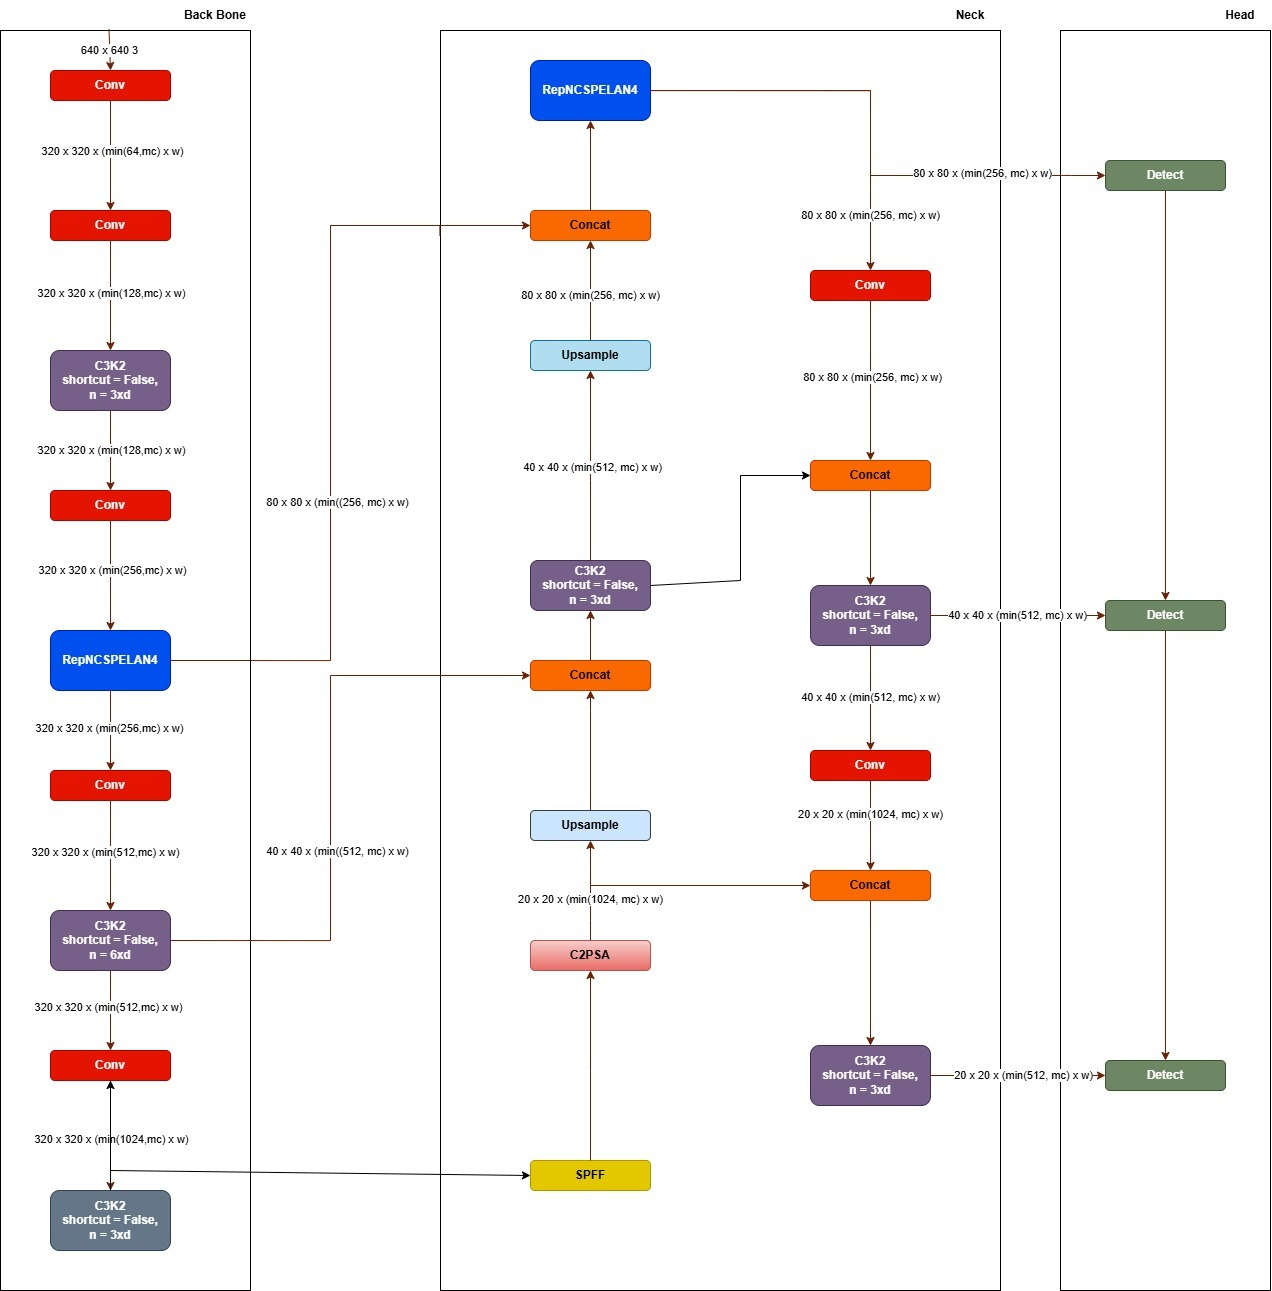 Back Bone
640 x 640 3
Conv
320 x 320 x (min(64,mc) x w)
Conv
320 x 320 x (min(128,mc) x w)
C3K2
shortcut = False,
n = 3xd
320 x 320 x (min(128,mc) x w)
Conv
320 x 320 x (min(256,mc) x w)
RepNCSPELAN4
320 x 320 x (min(256,mc) x w)
Conv
320 x 320 x (min(512,mc) x w)
C3K2
shortcut = False,
n = 6xd
320 x 320 x (min(512,mc) x w)
Conv
320 x 320 x (min(1024,mc) x w)
C3K2
shortcut = False,
n = 3xd
80 x 80 x (min((256, mc) x w)
40 x 40 x (min((512, mc) x w)
Neck
RepNCSPELAN4
Concat
80 x 80 x (min(256, mc) x w)
Upsample
40 x 40 x (min(512, mc) x w)
C3K2
shortcut = False,
n = 3xd
Concat
Upsample
20 x 20 x (min(1024, mc) x w)
C2PSA
SPFF
80 x 80 x (min(256, mc) x w)
80 x 80 x (min(256, mc) x w)
Conv
80 x 80 x (min(256, mc) x w)
Concat
C3K2
shortcut = False,
n = 3xd
40 x 40 x (min(512, mc) x w)
40 x 40 x (min(512, mc) x w)
Conv
20 x 20 x (min(1024, mc) x w)
Concat
C3K2
shortcut = False,
n = 3xd
20 x 20 x (min(512, mc) x w)
Head
Detect
Detect
Detect